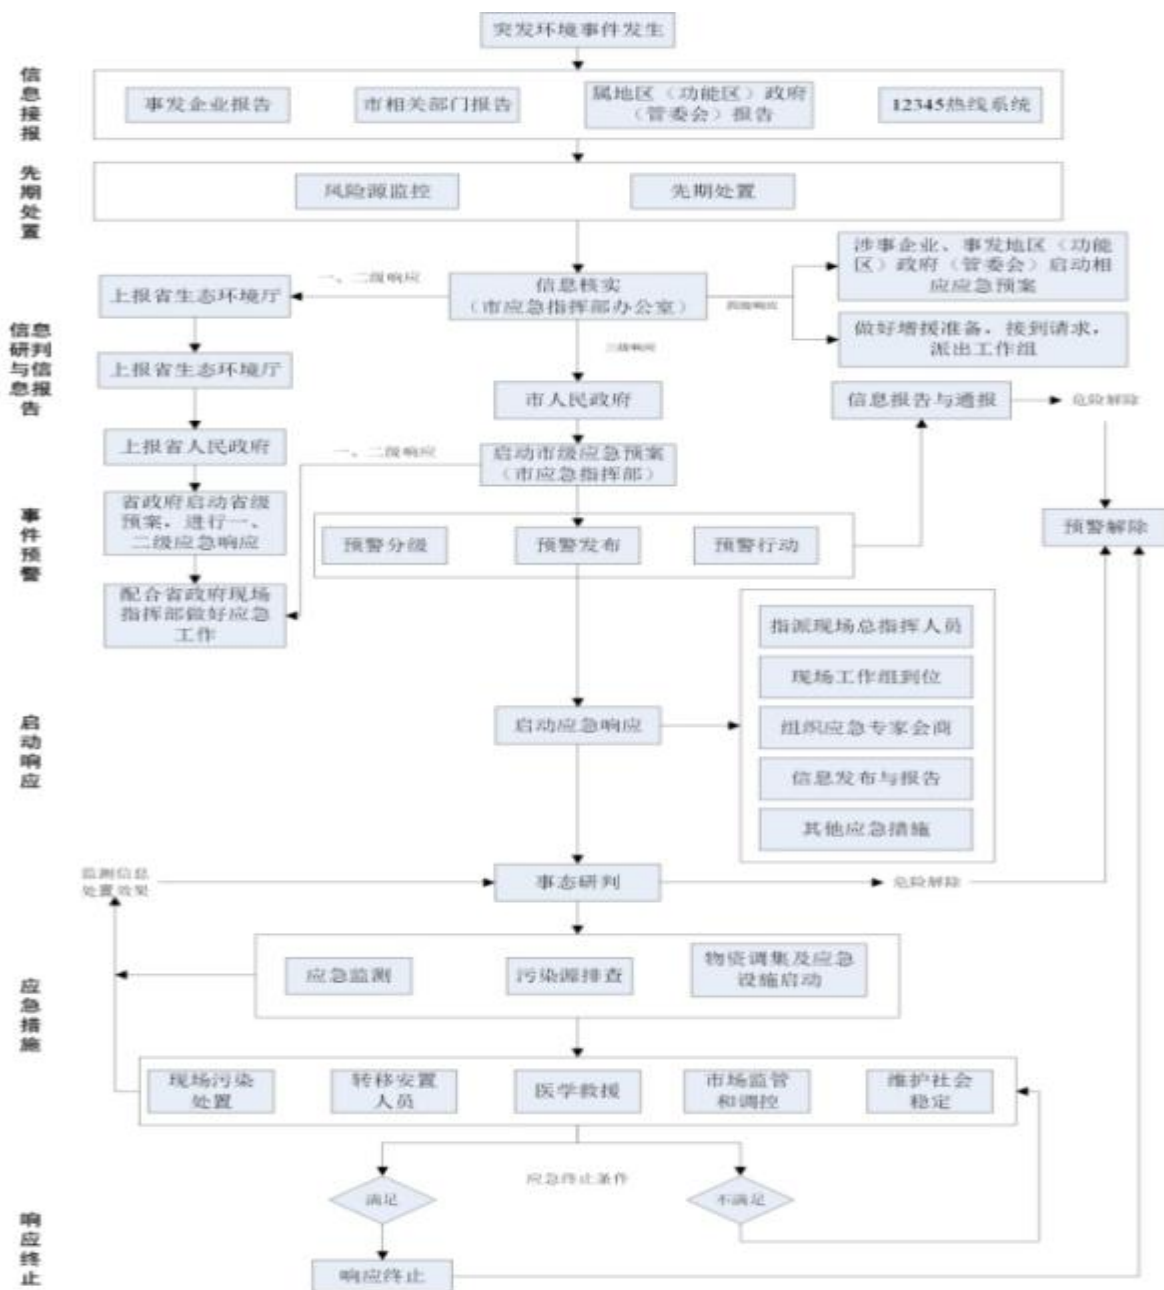 突发环境事件发生
信息接报
事发企业报告
市相关部门报告
属地区（功能区）政府
（管委会）报告
12345热线系统
先期处置
风险源监控
先期处置
信息研判与信息报告
信息核实
（市应急指挥部办公室）
一、二级响应
四级响应
三级响应
涉事企业、事发地区（功能
区）政府（管委会）启动相
应应急预案
做好增援准备，接到请求，
派出工作组
上报省生态环境厅
上报省生态环境厅
市人民政府
信息报告与通报
危险解除
上报省人民政府
一、二级响应
启动市级应急预案
（市应急指挥部）
事件预警
省政府启动省级
预案，进行一、
二级应急响应
预警分级
预警发布
预警行动
预警解除
配合省政府现场
指挥部做好应急
工作
启动响应
启动应急响应
指派现场总指挥人员
现场工作组到位
组织应急专家会商
信息发布与报告
其他应急措施
监测信息
处置效果
事态研判
危险解除
应急措施
应急监测
污染源排查
物资调集及应急
设施启动
现场污染
处置
转移安置
人员
医学救援
市场监管
和调控
维护社会
稳定
应急终止条件
满足
不满足
响应终止
响应终止